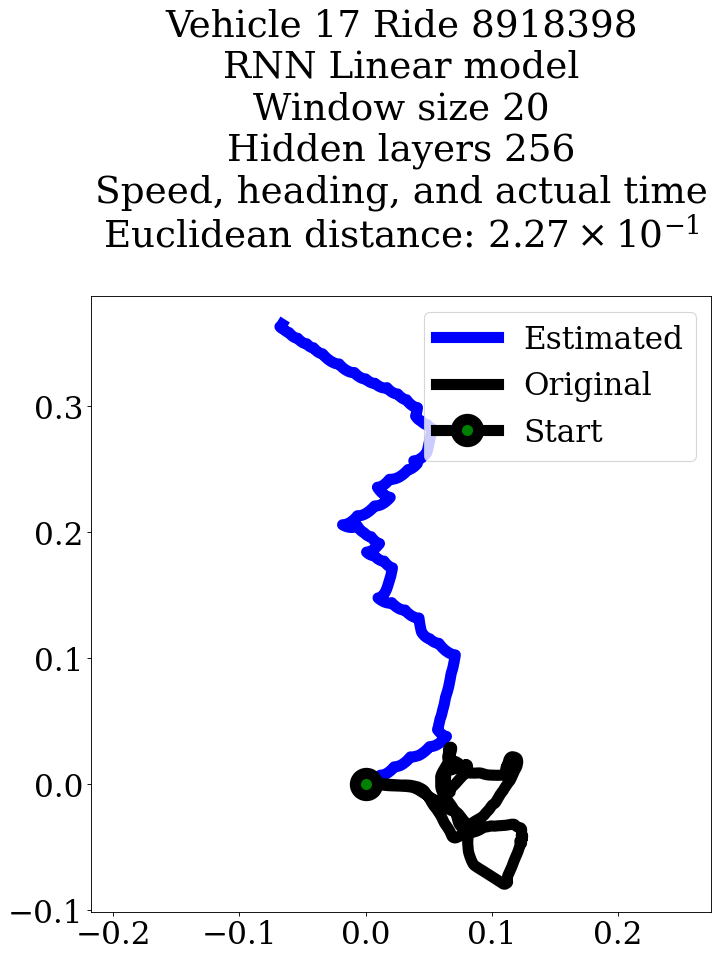 Vehicle 17 Ride 8918398
RNN Linear model
Window size 20
Hidden layers 256
Speed, heading, and actual time
Euclidean distance: 2.27 × 10⁻¹
Estimated
Original
Start
0.3
0.2
0.1
0.0
−0.1
−0.2 −0.1 0.0 0.1 0.2